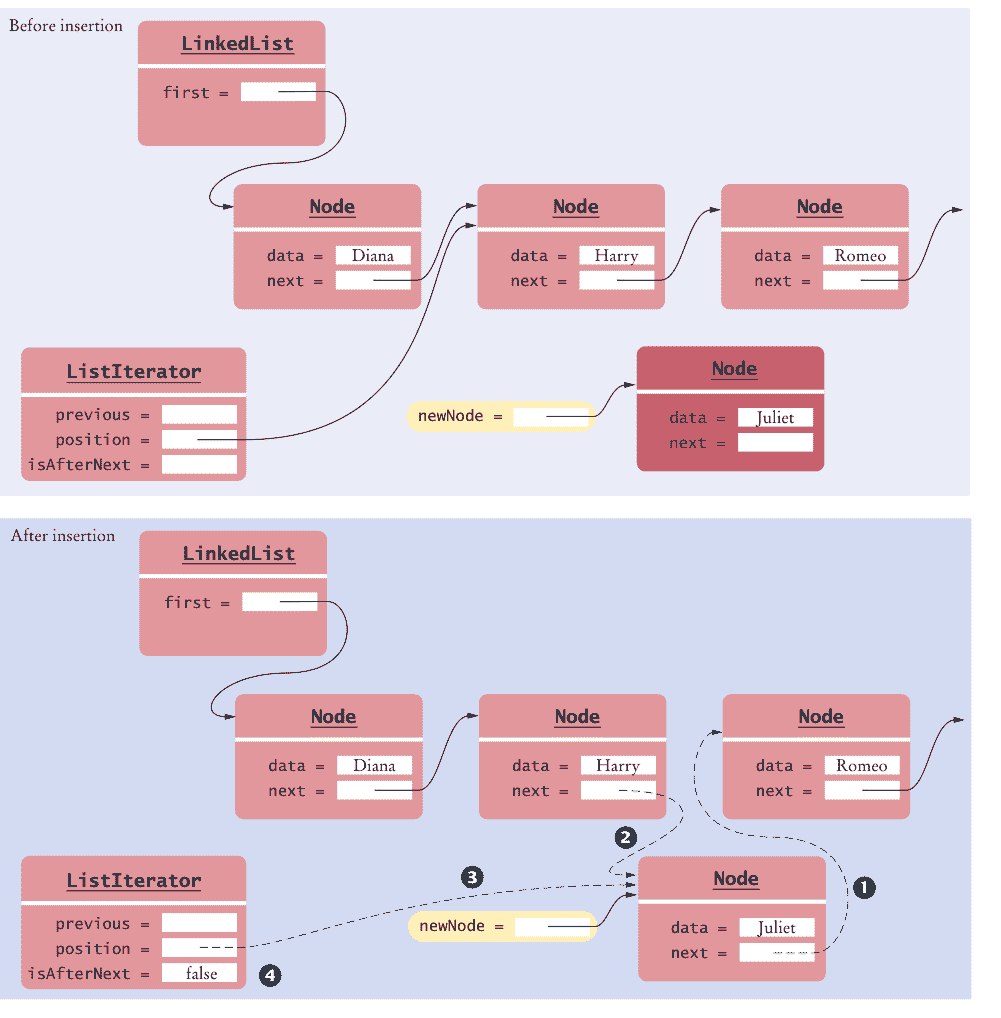 Before insertion
LinkedList
first =
Node
data = Diana
next =
Node
data = Harry
next =
Node
data = Romeo
next =
ListIterator
previous =
position =
isAfterNext =
newNode =
Node
data = Juliet
next =
After insertion
LinkedList
first =
Node
data = Diana
next =
Node
data = Harry
next =
Node
data = Romeo
next =
2
1
3
ListIterator
previous =
position =
isAfterNext = false
4
newNode =
Node
data = Juliet
next =